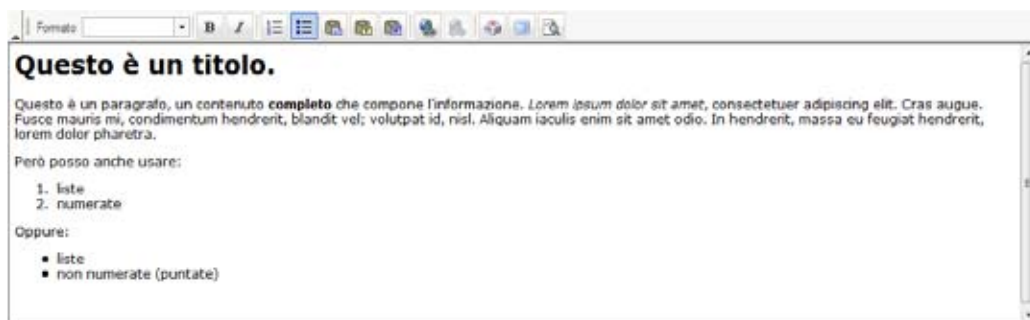 Formato
B I
Questo è un titolo.
Questo è un paragrafo, un contenuto completo che compone l'informazione. Lorem ipsum dolor sit amet, consectetuer adipiscing elit. Cras augue.
Fusce mauris mi, condimentum hendrerit, blandit vel; volutpat id, nisl. Aliquam iaculis enim sit amet odio. In hendrerit, massa eu feugiat hendrerit,
lorem dolor pharetra.
Però posso anche usare:
1. liste
2. numerate
Oppure:
• liste
• non numerate (puntate)